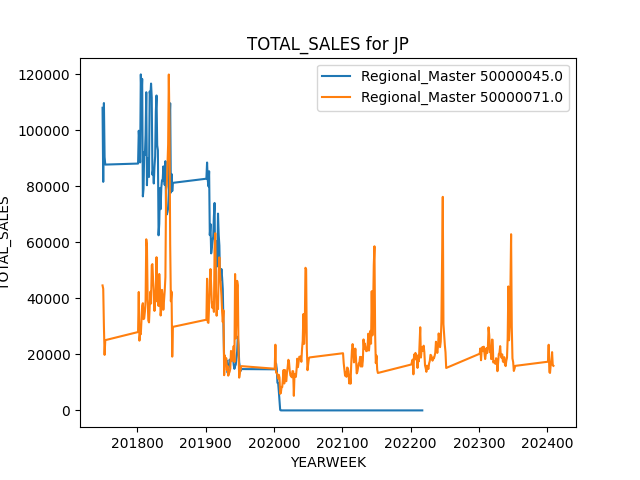 TOTAL_SALES for JP
Regional_Master 50000045.0
Regional_Master 50000071.0
120000
100000
80000
60000
40000
20000
0
TOTAL_SALES
201800
201900
202000
202100
202200
202300
202400
YEARWEEK